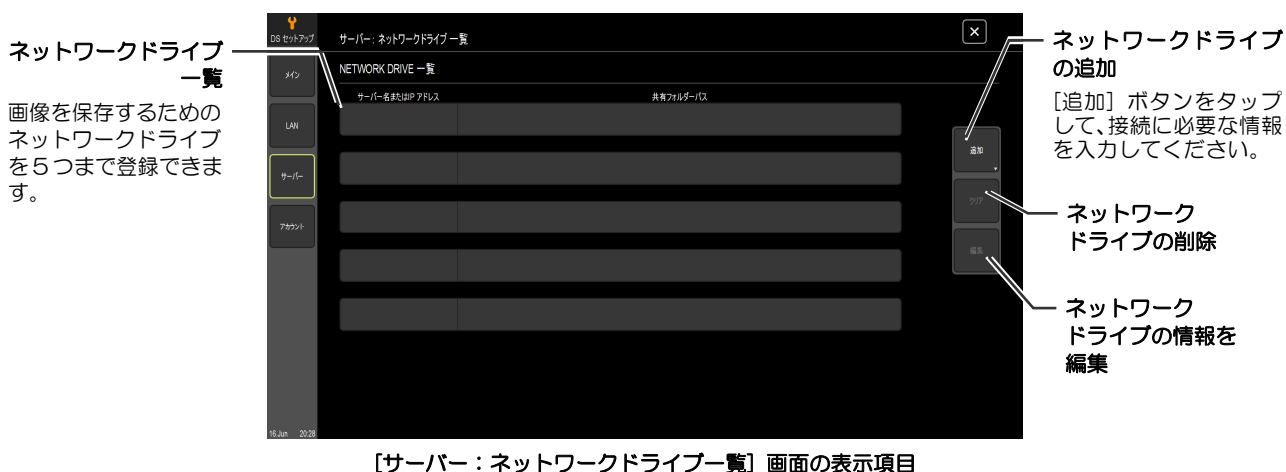 ネットワークドライブ
一覧
画像を保存するための
ネットワークドライブ
を5つまで登録できま
す。
DS セットアップ
メイン
LAN
サーバー
アカウント
16.Jun 20:28
サーバー : ネットワークドライブ 一覧
NETWORK DRIVE 一覧
サーバー名またはIP アドレス 共有フォルダーパス
追加
クリア
編集
ネットワークドライブ
の追加
[追加] ボタンをタップ
して、接続に必要な情報
を入力してください。
ネットワーク
ドライブの削除
ネットワーク
ドライブの情報を
編集
[サーバー:ネットワークドライブ一覧] 画面の表示項目